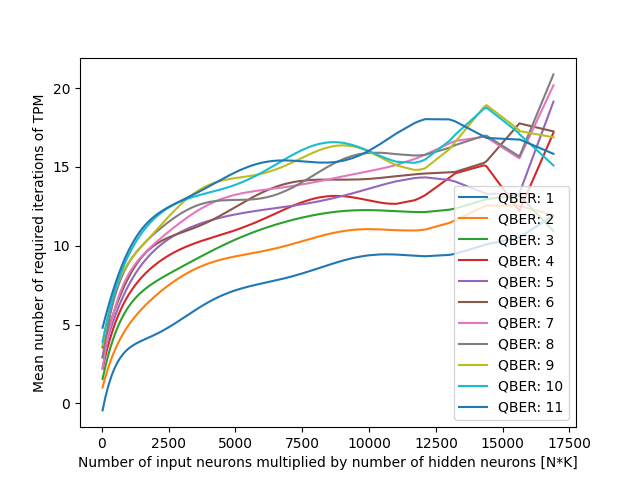 20
15
10
5
0
Mean number of required iterations of TPM
QBER: 1
QBER: 2
QBER: 3
QBER: 4
QBER: 5
QBER: 6
QBER: 7
QBER: 8
QBER: 9
QBER: 10
QBER: 11
0 2500 5000 7500 10000 12500 15000 17500
Number of input neurons multiplied by number of hidden neurons [N*K]